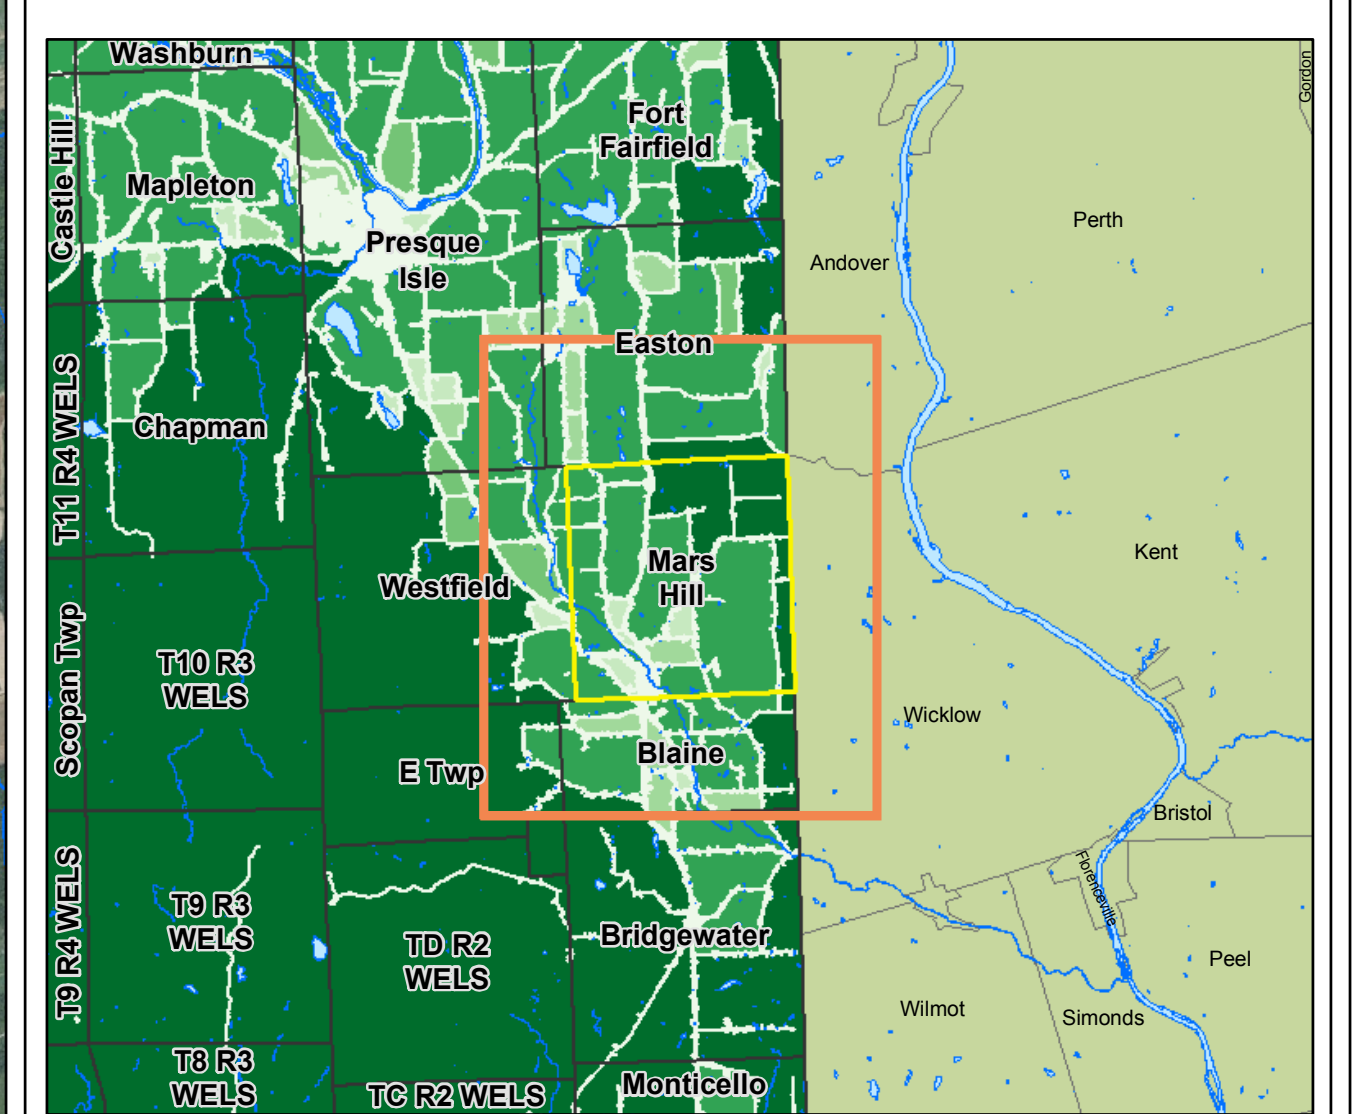 Washburn
Gordon
Fort
Fairfield
Castle Hill
Mapleton
Perth
Presque
Isle
Andover
Easton
T11 R4 WELS
Chapman
Mars
Hill
Kent
Westfield
Scopan Twp
T10 R3
WELS
Wicklow
Blaine
E Twp
Bristol
Florenceville
T9 R4 WELS
T9 R3
WELS
TD R2
WELS
Bridgewater
Peel
Wilmot
Simonds
T8 R3
WELS
TC R2 WELS
Monticello